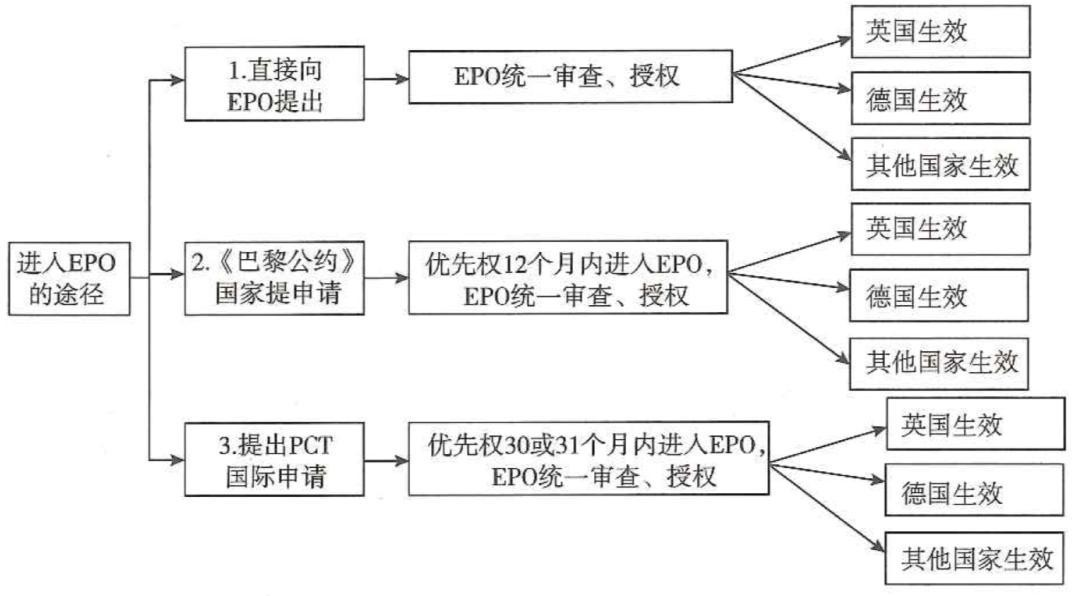 进入EPO
的途径
1.直接向
EPO提出
EPO统一审查、授权
英国生效
德国生效
其他国家生效
2.《巴黎公约》
国家提申请
优先权12个月内进入EPO，
EPO统一审查、授权
英国生效
德国生效
其他国家生效
3.提出PCT
国际申请
优先权30或31个月内进入EPO，
EPO统一审查、授权
英国生效
德国生效
其他国家生效